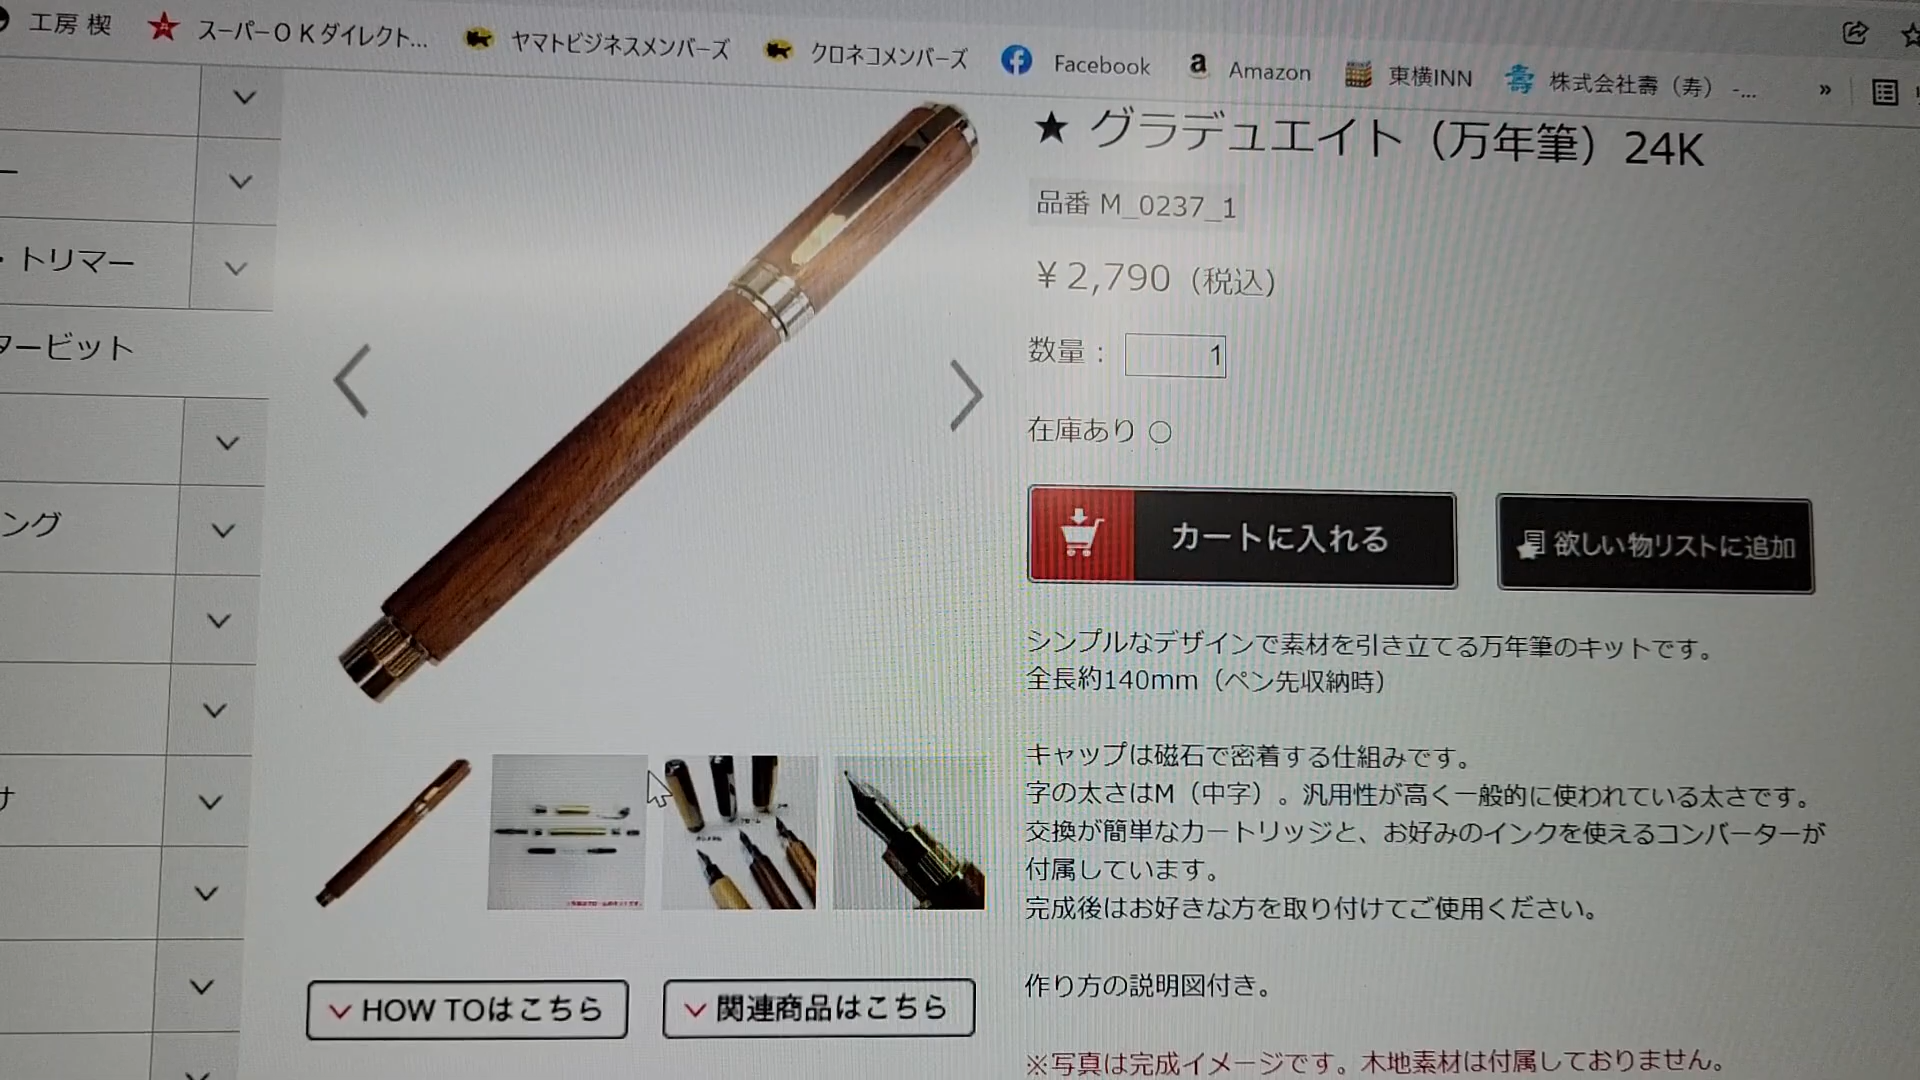 工房 楔
スーパーＯＫダイレクト...
ヤマトビジネスメンバーズ
クロネコメンバーズ
Facebook
Amazon
東横INN
株式会社壽（寿） -...
»
トリマー
タービット
ング
サ
★ グラデュエイト（万年筆）24K
品番 M_0237_1
¥ 2,790（税込）
数量： 1
在庫あり ○
カートに入れる
欲しい物リストに追加
シンプルなデザインで素材を引き立てる万年筆のキットです。
全長約140mm（ペン先収納時）
キャップは磁石で密着する仕組みです。
字の太さはM（中字）。汎用性が高く一般的に使われている太さです。
交換が簡単なカートリッジと、お好みのインクを使えるコンバーターが
付属しています。
完成後はお好きな方を取り付けてご使用ください。
作り方の説明図付き。
※写真は完成イメージです。木地素材は付属しておりません。
HOW TOはこちら
関連商品はこちら